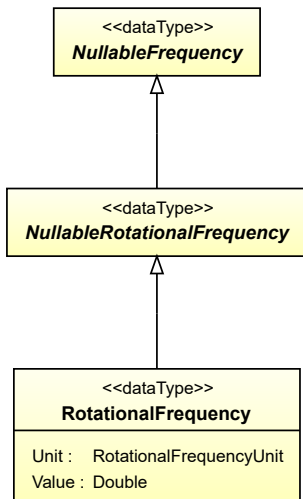 <<dataType>>
NullableFrequency
<<dataType>>
NullableRotationalFrequency
<<dataType>>
RotationalFrequency
Unit : RotationalFrequencyUnit
Value : Double